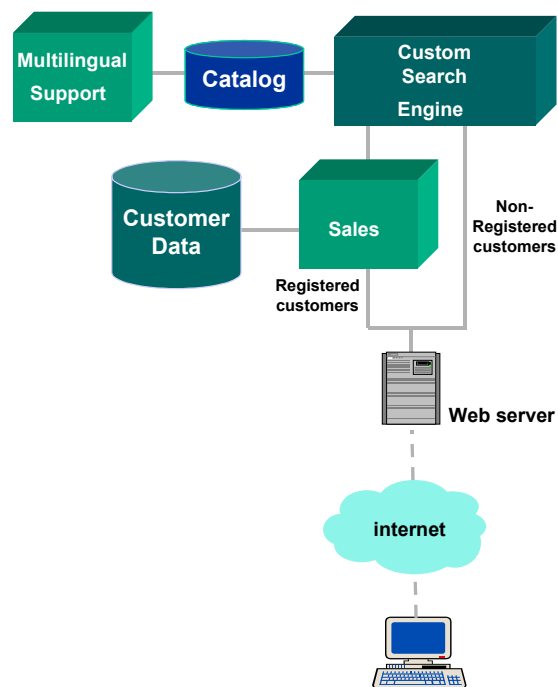 Multilingual
Support
Catalog
Custom
Search
Engine
Customer
Data
Sales
Non-
Registered
customers
Registered
customers
Web server
internet